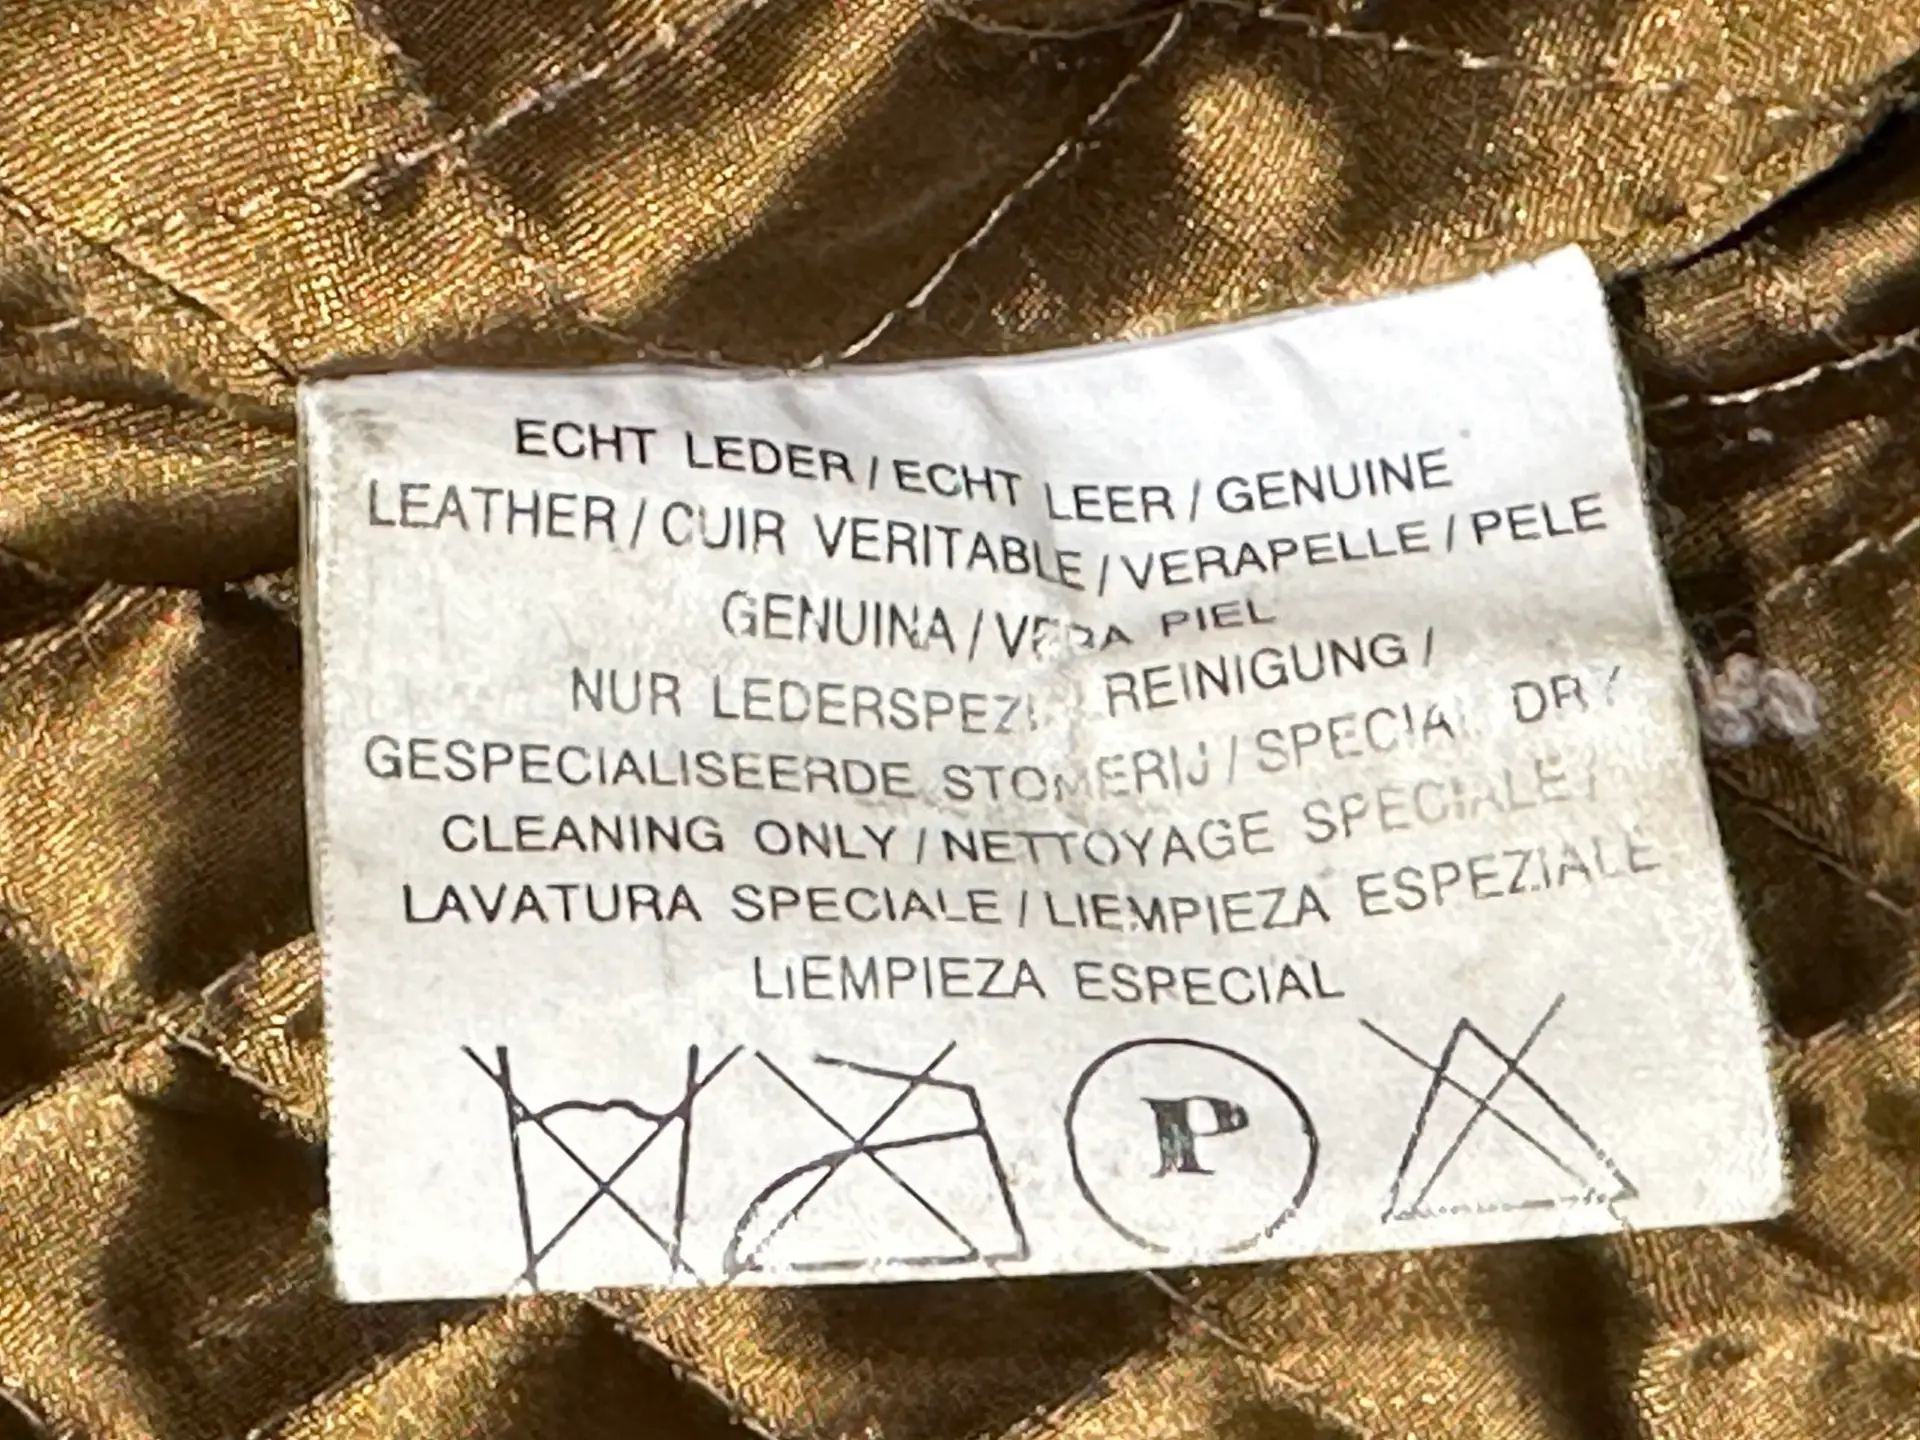 ECHT LEDER / ECHT LEER / GENUINE
LEATHER / CUIR VERITABLE / VERAPELLE / PELE
GENUINA / VERA PIEL
NUR REINIGUNG /
GESPECIALISEERDE STOMERIJ / SPECIAL DRY
CLEANING ONLY / NETTOYAGE SPECIALE /
LAVATURA SPECIALE / LIEMPIEZA ESPEZIALE
LIEMPIEZA ESPECIAL
P